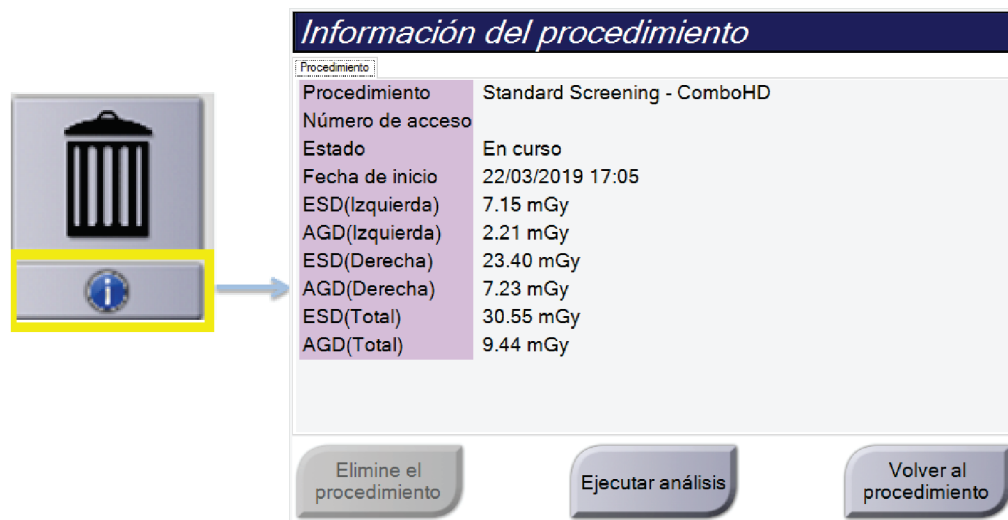 Información del procedimiento
Procedimiento
Procedimiento Standard Screening - ComboHD
Número de acceso
Estado En curso
Fecha de inicio 22/03/2019 17:05
ESD(Izquierda) 7.15 mGy
AGD(Izquierda) 2.21 mGy
ESD(Derecha) 23.40 mGy
AGD(Derecha) 7.23 mGy
ESD(Total) 30.55 mGy
AGD(Total) 9.44 mGy
Elimine el
procedimiento
Ejecutar análisis
Volver al
procedimiento